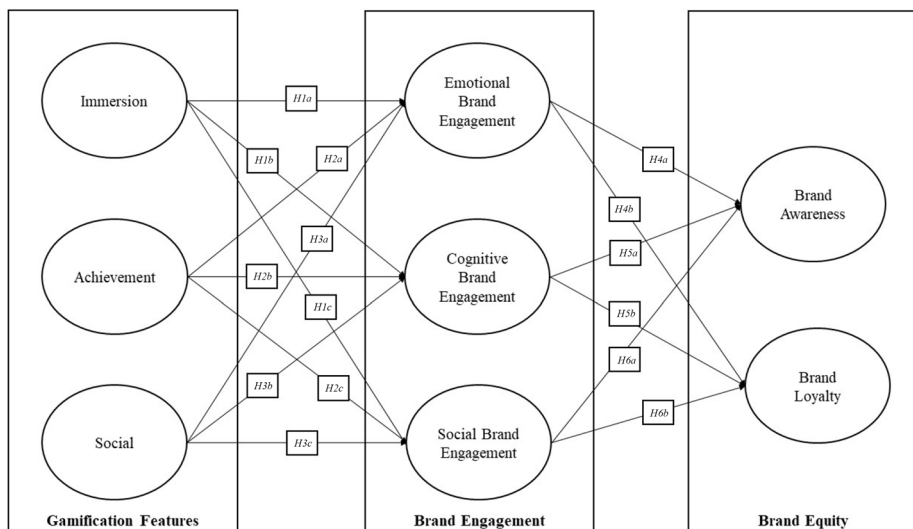 Immersion
Achievement
Social
Gamification Features
H1a
H1b
H2a
H3a
H2b
H1c
H3b
H2c
H3c
Emotional
Brand
Engagement
Cognitive
Brand
Engagement
Social Brand
Engagement
Brand Engagement
H4a
H4b
H5a
H5b
H6a
H6b
Brand
Awareness
Brand
Loyalty
Brand Equity